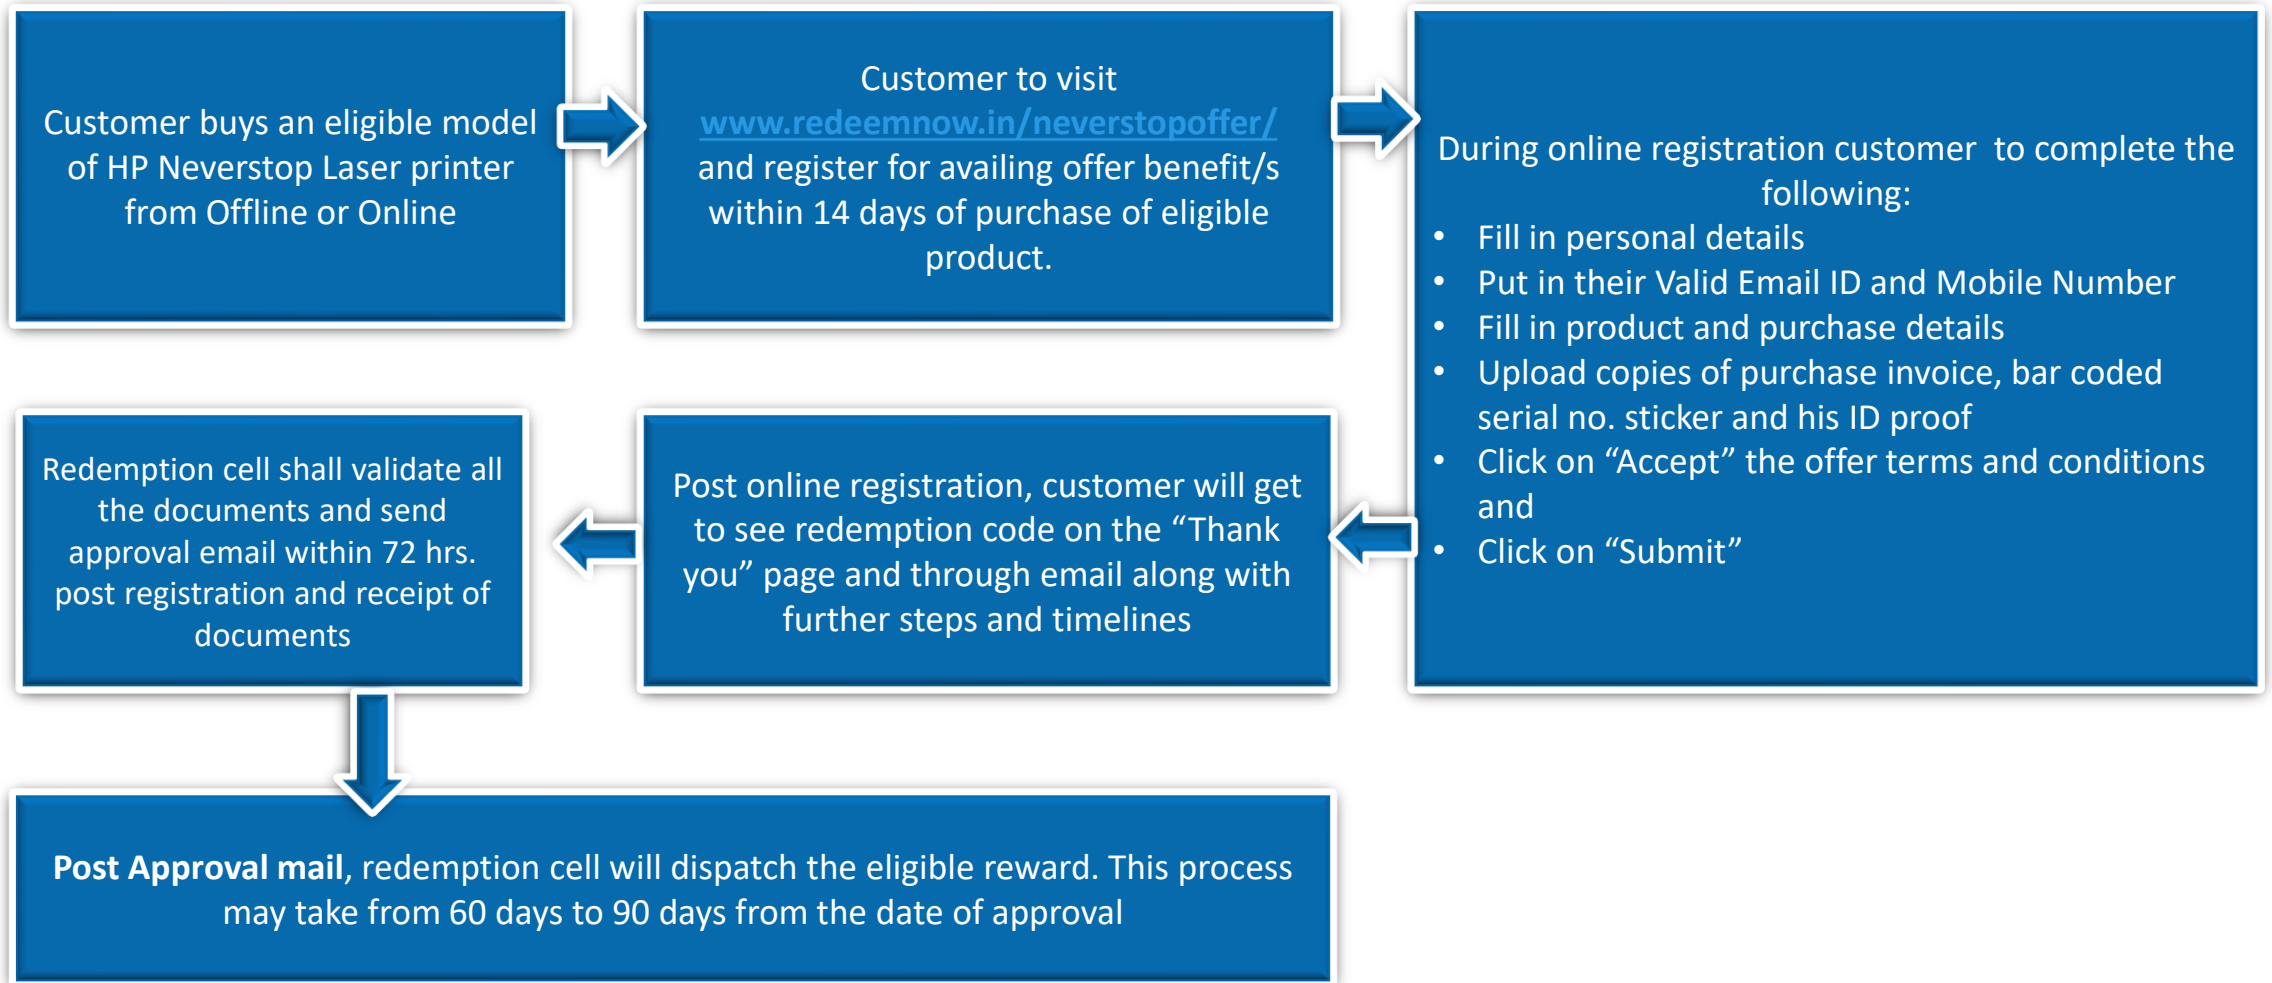 Customer buys an eligible model
of HP Neverstop Laser printer
from Offline or Online
Customer to visit
www.redeemnow.in/neverstopoffer/
and register for availing offer benefit/s
within 14 days of purchase of eligible
product.
During online registration customer  to complete the
following:
• Fill in personal details
• Put in their Valid Email ID and Mobile Number
• Fill in product and purchase details
• Upload copies of purchase invoice, bar coded
serial no. sticker and his ID proof
• Click on “Accept” the offer terms and conditions
and
• Click on “Submit”
Post online registration, customer will get
to see redemption code on the “Thank
you” page and through email along with
further steps and timelines
Redemption cell shall validate all
the documents and send
approval email within 72 hrs.
post registration and receipt of
documents
Post Approval mail, redemption cell will dispatch the eligible reward. This process
may take from 60 days to 90 days from the date of approval